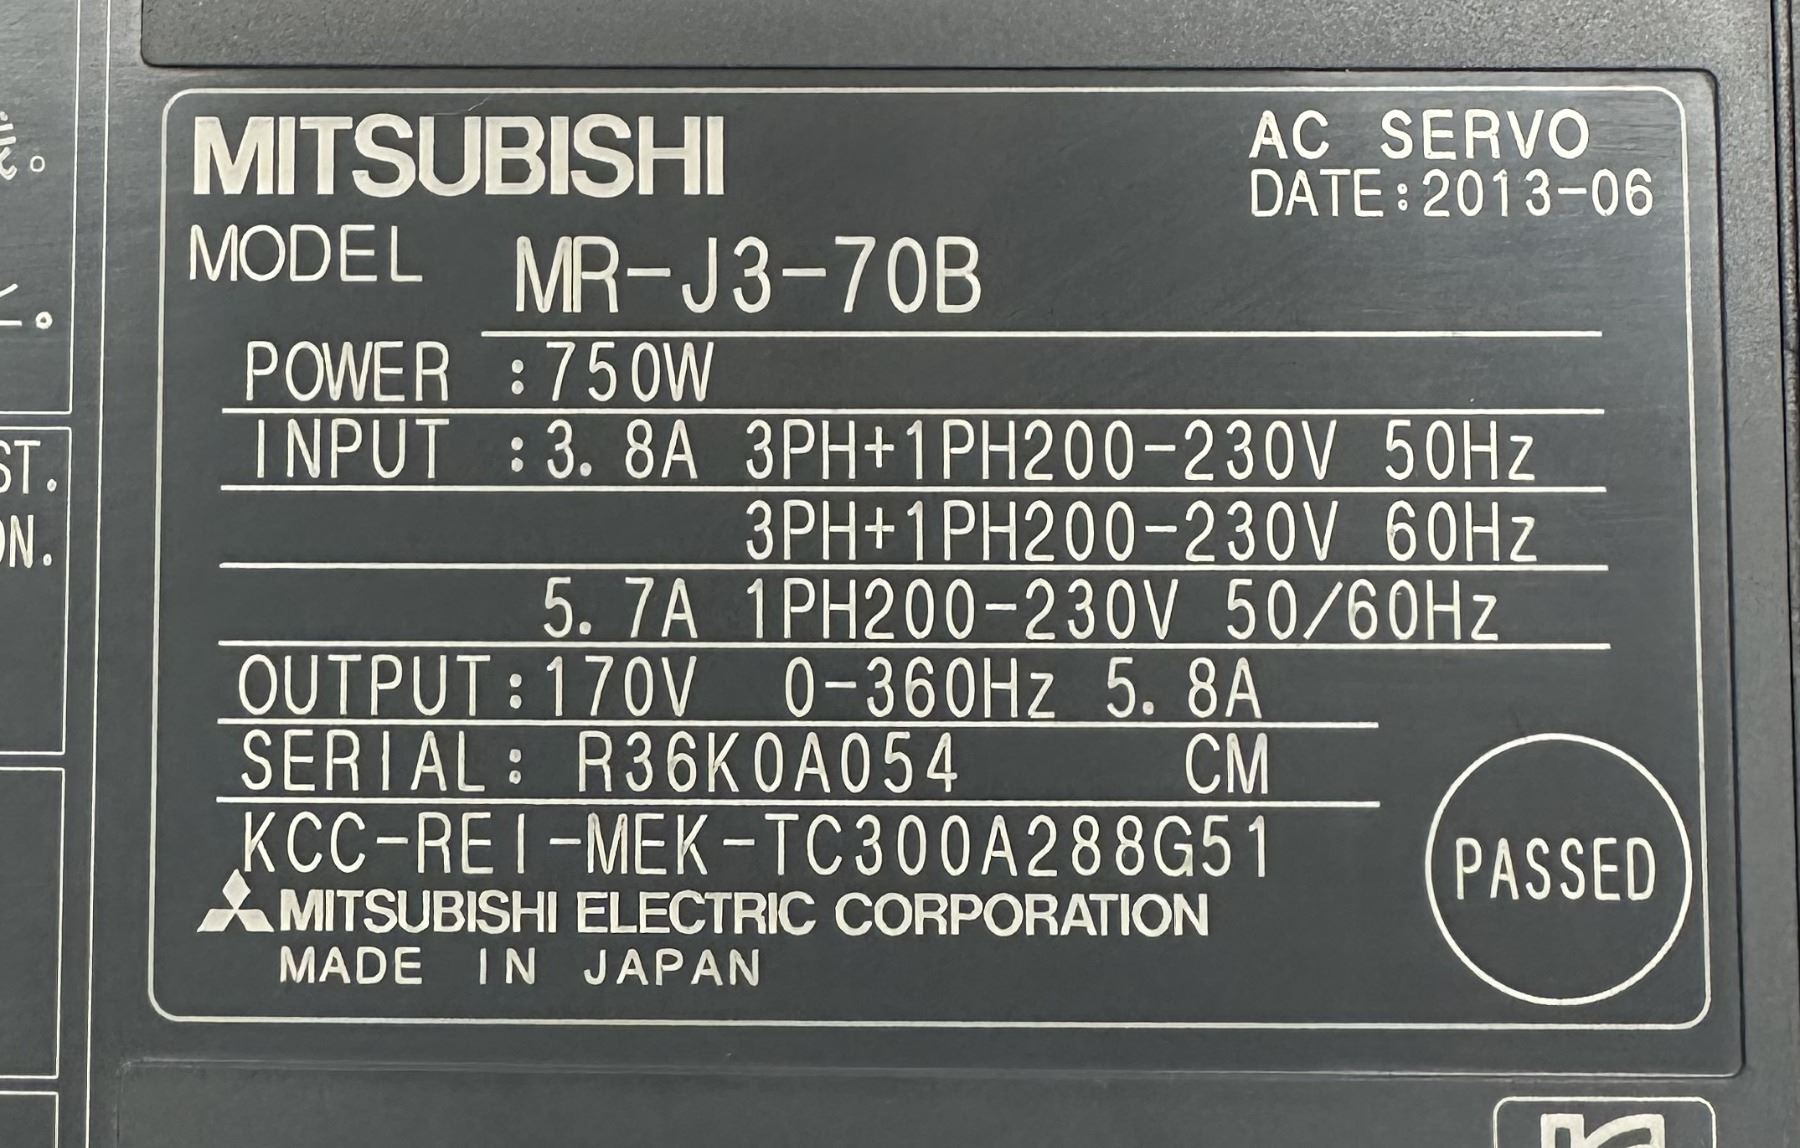 MITSUBISHI
AC SERVO
DATE:2013-06
MODEL MR-J3-70B
POWER :750W
INPUT :3.8A 3PH+1PH200-230V 50Hz
3PH+1PH200-230V 60Hz
5.7A 1PH200-230V 50/60Hz
OUTPUT:170V 0-360Hz 5.8A
SERIAL: R36K0A054 CM
KCC-REI-MEK-TC300A288G51
MITSUBISHI ELECTRIC CORPORATION
MADE IN JAPAN
PASSED
ST.
ON.